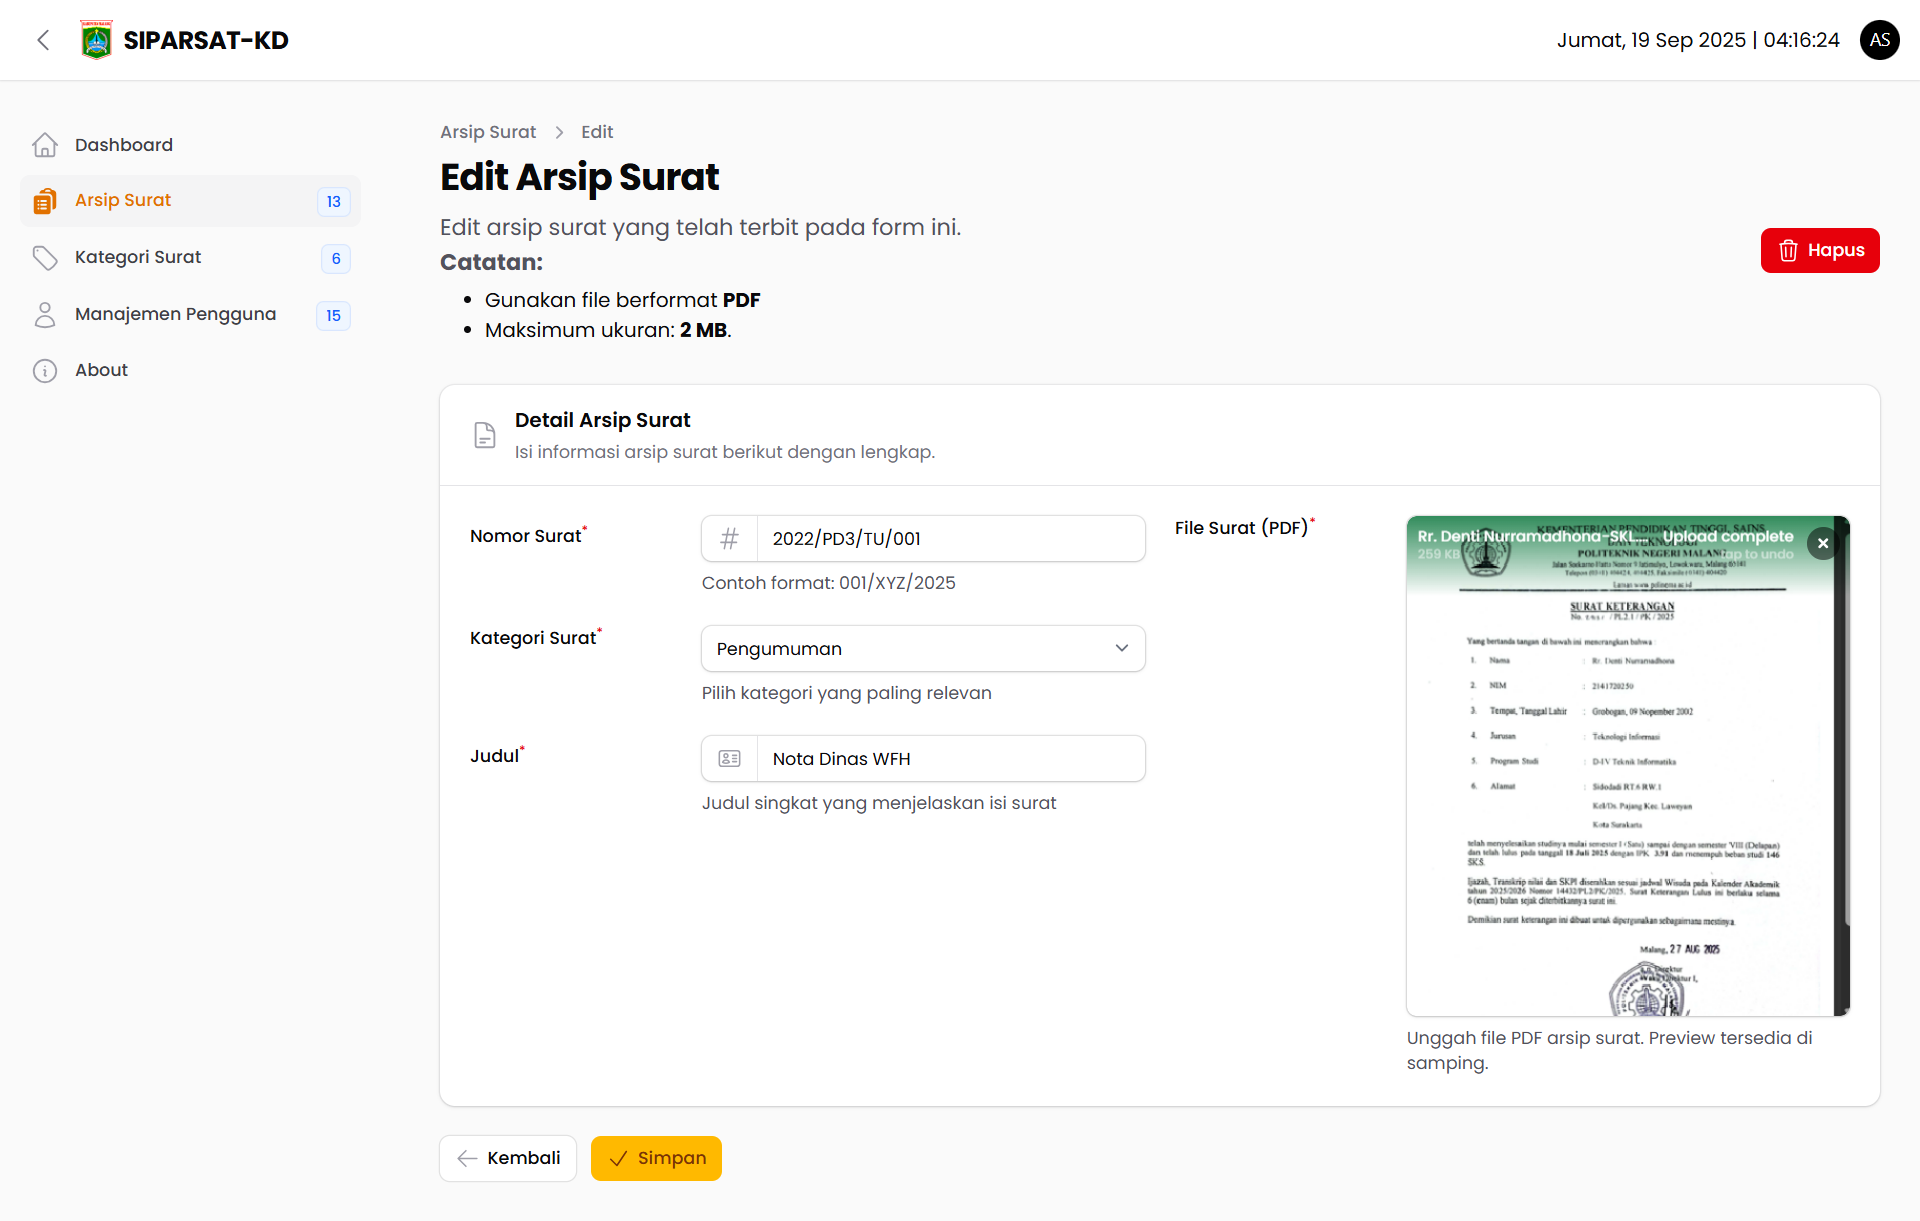 SIPARSAT-KD
Jumat, 19 Sep 2025 | 04:16:24
AS
Dashboard
Arsip Surat
13
Kategori Surat
6
Manajemen Pengguna
15
About
Arsip Surat > Edit
Edit Arsip Surat
Edit arsip surat yang telah terbit pada form ini.
Catatan:
• Gunakan file berformat PDF
• Maksimum ukuran: 2 MB.
Hapus
Detail Arsip Surat
Isi informasi arsip surat berikut dengan lengkap.
Nomor Surat*
# 2022/PD3/TU/001
Contoh format: 001/XYZ/2025
Kategori Surat*
Pengumuman
Pilih kategori yang paling relevan
Judul*
Nota Dinas WFH
Judul singkat yang menjelaskan isi surat
File Surat (PDF)*
KEMENTERIAN PENDIDIKAN TINGGI, SAINS,
Rr. Denti Nurramadhona-SKL... Upload complete
259 KB
tap to undo
POLITEKNIK NEGERI MALANG
SURAT KETERANGAN
/PL2.1/PK/2025
Yang bertanda tangan di bawah ini menerangkan bahwa :
1. Nama : Rr. Denti Nurramadhona
2. NIM : 2141720250
3. Tempat, Tanggal Lahir : Grobogan, 09 Nopember 2002
4. Jurusan : Teknologi Informasi
5. Program Studi : D-IV Teknik Informatika
6. Alamat : Sidodadi RT.6 RW.1
Kel/Ds. Pajang Kec. Laweyan
Kota Surakarta
telah menyelesaikan studinya mulai semester I (Satu) sampai dengan semester VIII (Delapan)
dan telah lulus pada tanggal 18 Juli 2025 dengan IPK 3.91 dan menempuh beban studi 146
SKS.
Ijazah, Transkrip nilai dan SKPI diserahkan sesuai jadwal Wisuda pada Kalender Akademik
tahun 2025/2026 Nomor 14432/PL2/PK/2025. Surat Keterangan Lulus ini berlaku selama
6 (enam) bulan sejak diterbitkannya surat ini.
Demikian surat keterangan ini dibuat untuk dipergunakan sebagaimana mestinya.
Malang, 27 AUG 2025
a.n. Direktur
Wakil Direktur I,
Unggah file PDF arsip surat. Preview tersedia di
samping.
Kembali
Simpan